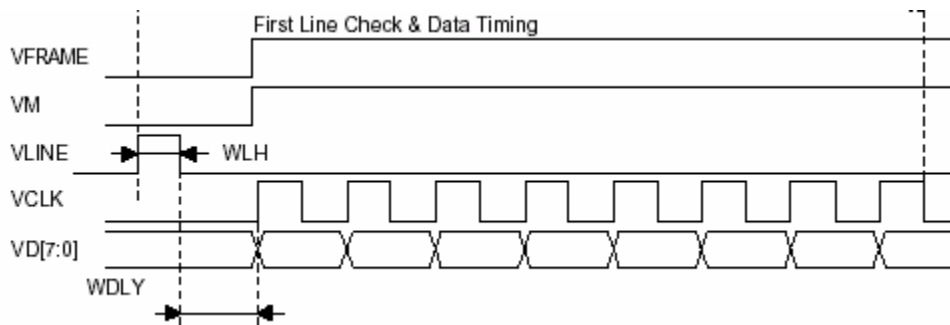 First Line Check & Data Timing
VFRAME
VM
VLINE
WLH
VCLK
VD[7:0]
WDLY